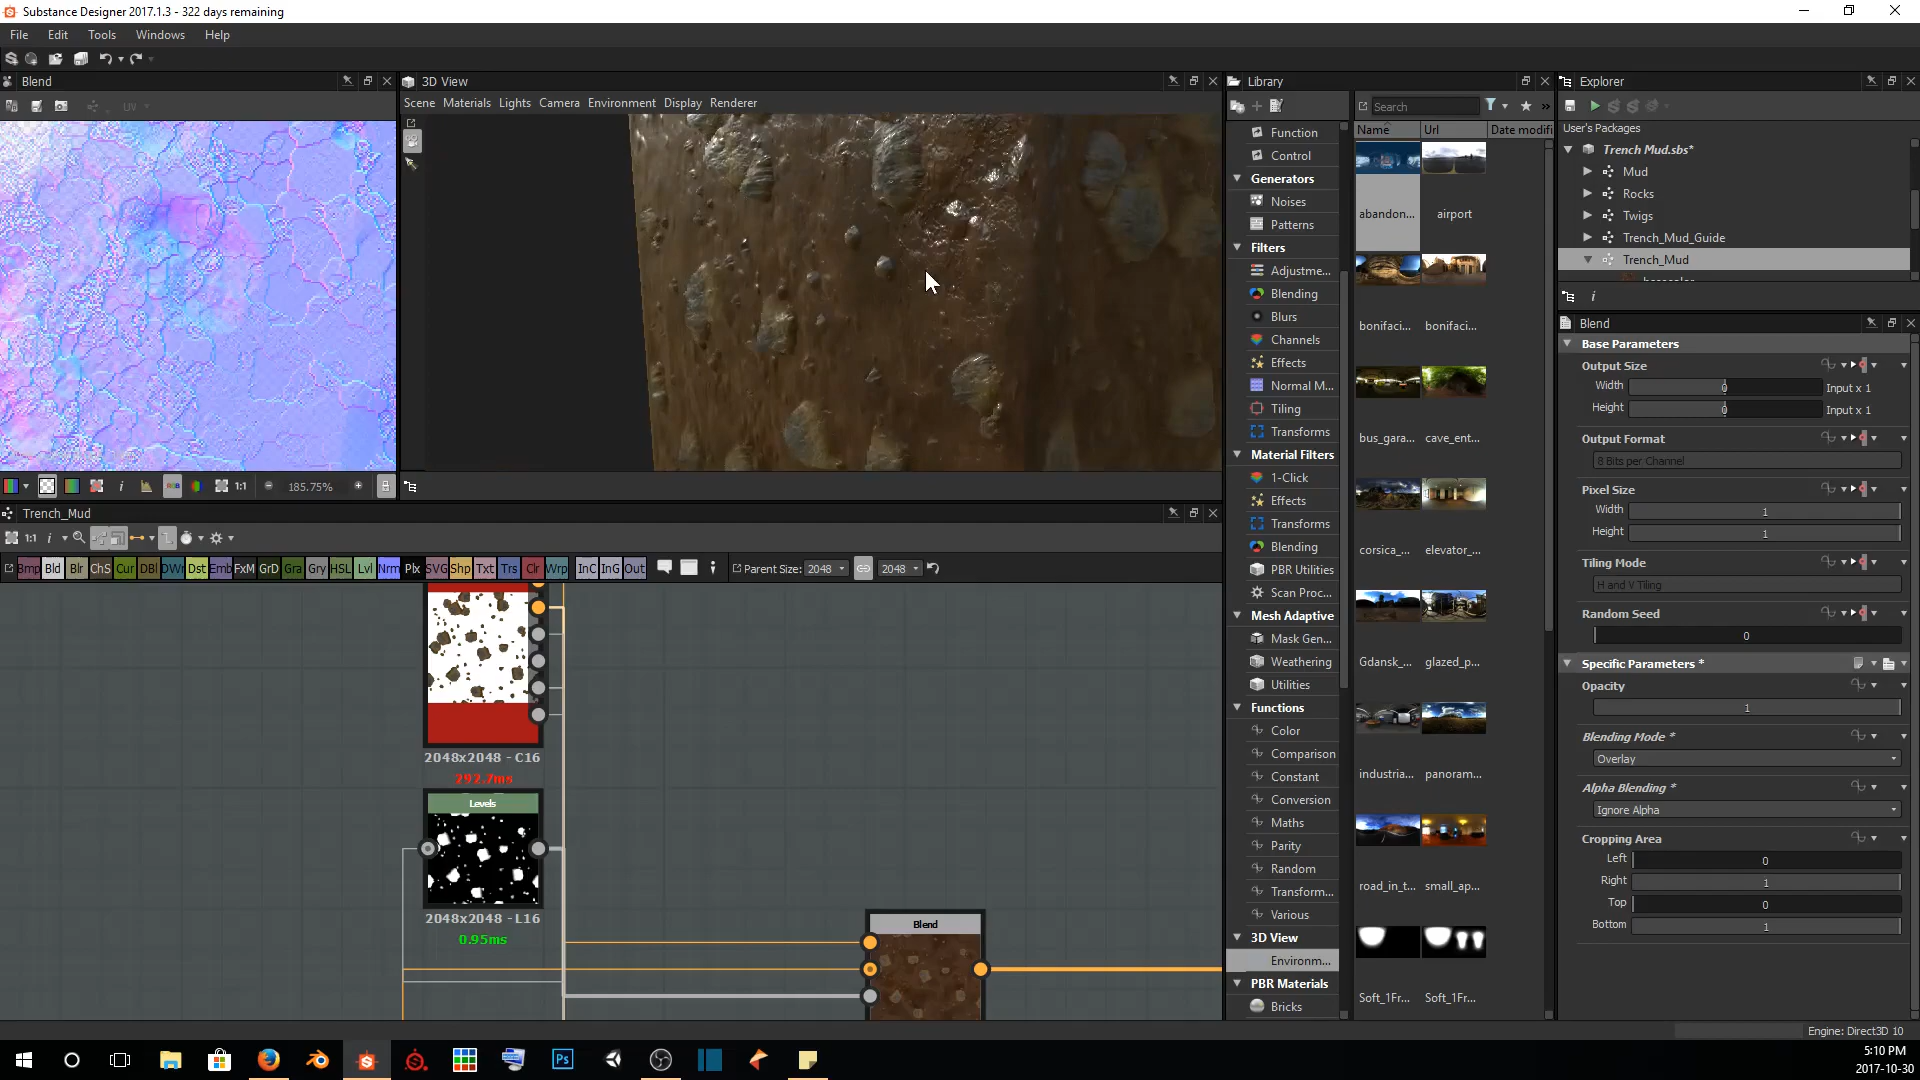 Substance Designer 2017.1.3 - 322 days remaining
File Edit Tools Windows Help
Blend
3D View
Library
Explorer
UV
Scene Materials Lights Camera Environment Display Renderer
Search
User's Packages
Name Url Date modifi
Trench Mud.sbs*
Mud
Rocks
Twigs
Trench_Mud_Guide
Trench_Mud
Function
Control
Generators
Noises
Patterns
Filters
Adjustme...
Blending
Blurs
Channels
Effects
Normal M...
Tiling
Transforms
Material Filters
1-Click
Effects
Transforms
Blending
PBR Utilities
Scan Proc...
Mesh Adaptive
Mask Gen...
Weathering
Utilities
Functions
Color
Comparison
Constant
Conversion
Maths
Parity
Random
Transform...
Various
3D View
Environm...
PBR Materials
Bricks
abandon... airport
bonifaci... bonifaci...
bus_gara... cave_ent...
corsica_... elevator_...
Gdansk_... glazed_p...
industria... panoram...
road_in_t... small_ap...
Soft_1Fr... Soft_1Fr...
Blend
Base Parameters
Output Size
Width 0 Input x 1
Height 0 Input x 1
Output Format
8 Bits per Channel
Pixel Size
Width 1
Height 1
Tiling Mode
H and V Tiling
Random Seed
0
Specific Parameters *
Opacity
1
Blending Mode *
Overlay
Alpha Blending *
Ignore Alpha
Cropping Area
Left 0
Right 1
Top 0
Bottom 1
1:1 185.75%
Trench_Mud
1:1
Bmp Bld Blr ChS Cur DBl DWr Dst Emb FxM GrD Gra Gry HSL Lvl Nrm Plx SVG Shp Txt Trs Clr Wrp InC InG Out Parent Size: 2048 2048
2048x2048 - C16
292.7ms
Levels
2048x2048 - L16
0.95ms
Blend
Engine: Direct3D 10
Ps
5:10 PM
2017-10-30